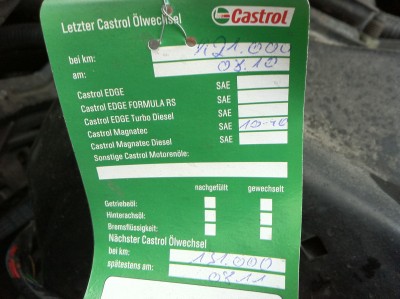 Letzter Castrol Ölwechsel
Castrol
bei km: 121.000
am: 08.10
Castrol EDGE SAE
Castrol EDGE FORMULA RS SAE
Castrol EDGE Turbo Diesel SAE
Castrol Magnatec SAE 10-40
Castrol Magnatec Diesel SAE
Sonstige Castrol Motorenöle:
nachgefüllt gewechselt
Getriebeöl:
Hinterachsöl:
Bremsflüssigkeit:
Nächster Castrol Ölwechsel
bei km: 131.000
spätestens am: 08.11